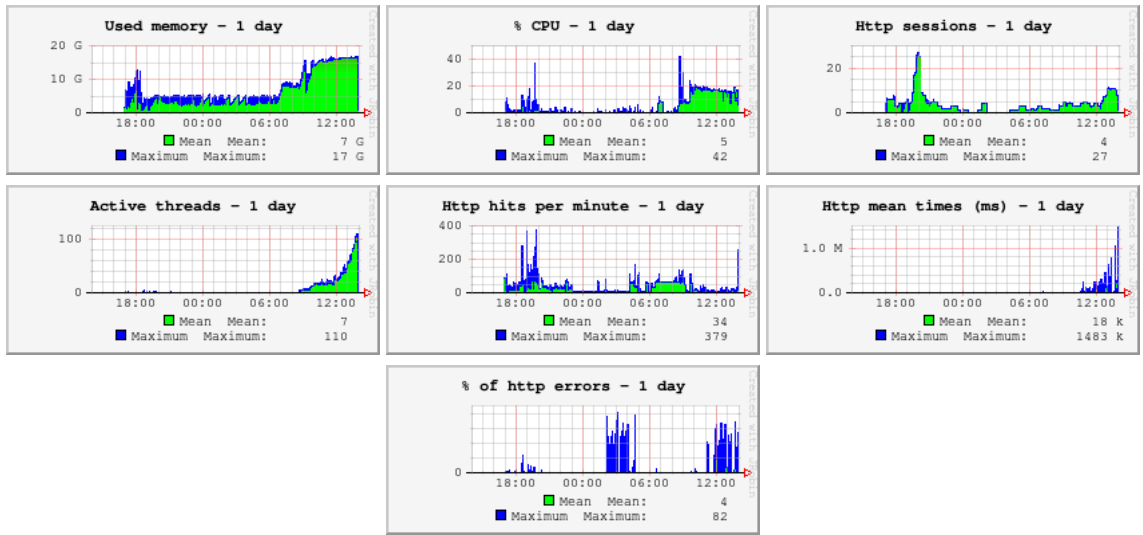 Used memory - 1 day
20 G
10 G
0
18:00 00:00 06:00 12:00
Mean Mean: 7 G
Maximum Maximum: 17 G
% CPU - 1 day
40
20
0
18:00 00:00 06:00 12:00
Mean Mean: 5
Maximum Maximum: 42
Http sessions - 1 day
20
0
18:00 00:00 06:00 12:00
Mean Mean: 4
Maximum Maximum: 27
Active threads - 1 day
100
0
18:00 00:00 06:00 12:00
Mean Mean: 7
Maximum Maximum: 110
Http hits per minute - 1 day
400
200
0
18:00 00:00 06:00 12:00
Mean Mean: 34
Maximum Maximum: 379
Http mean times (ms) - 1 day
1.0 M
0.0
18:00 00:00 06:00 12:00
Mean Mean: 18 k
Maximum Maximum: 1483 k
% of http errors - 1 day
0
18:00 00:00 06:00 12:00
Mean Mean: 4
Maximum Maximum: 82
Created with